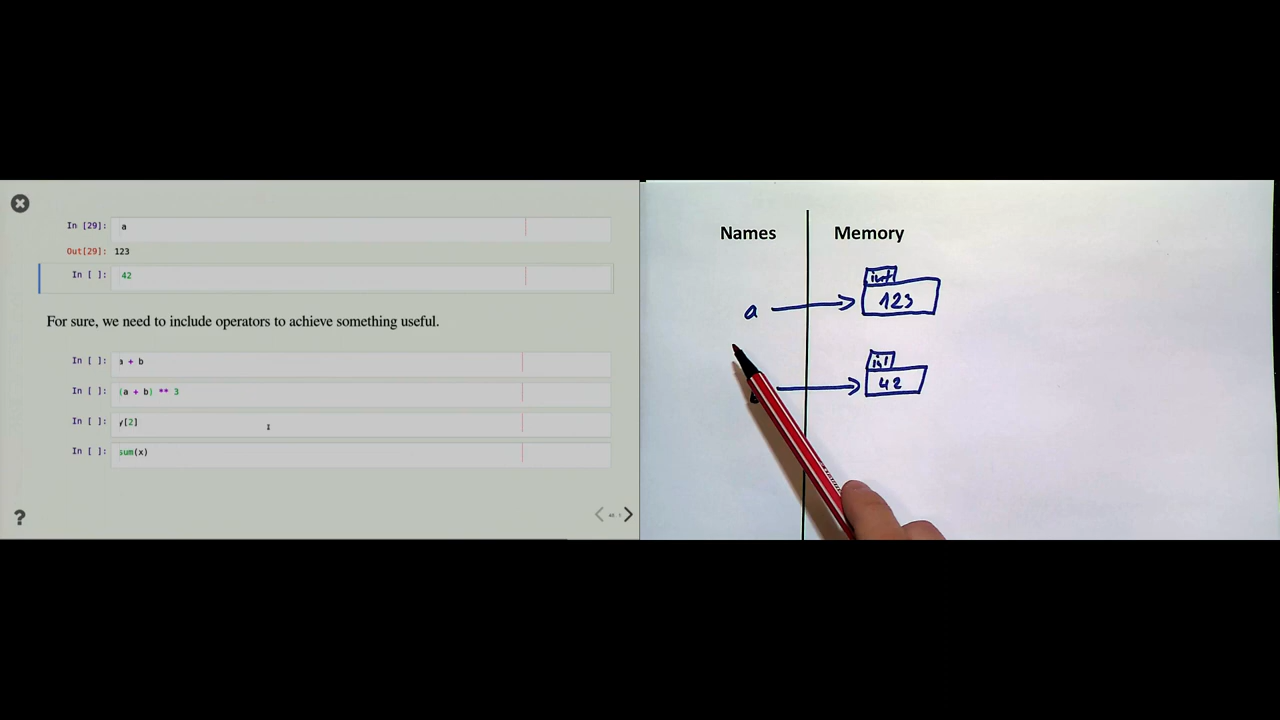 In [29]: a
Out[29]: 123
In [ ]: 42
For sure, we need to include operators to achieve something useful.
In [ ]: a + b
In [ ]: (a + b) ** 3
In [ ]: y[2]
In [ ]: sum(x)
?
Names Memory
int
a 123
int
42